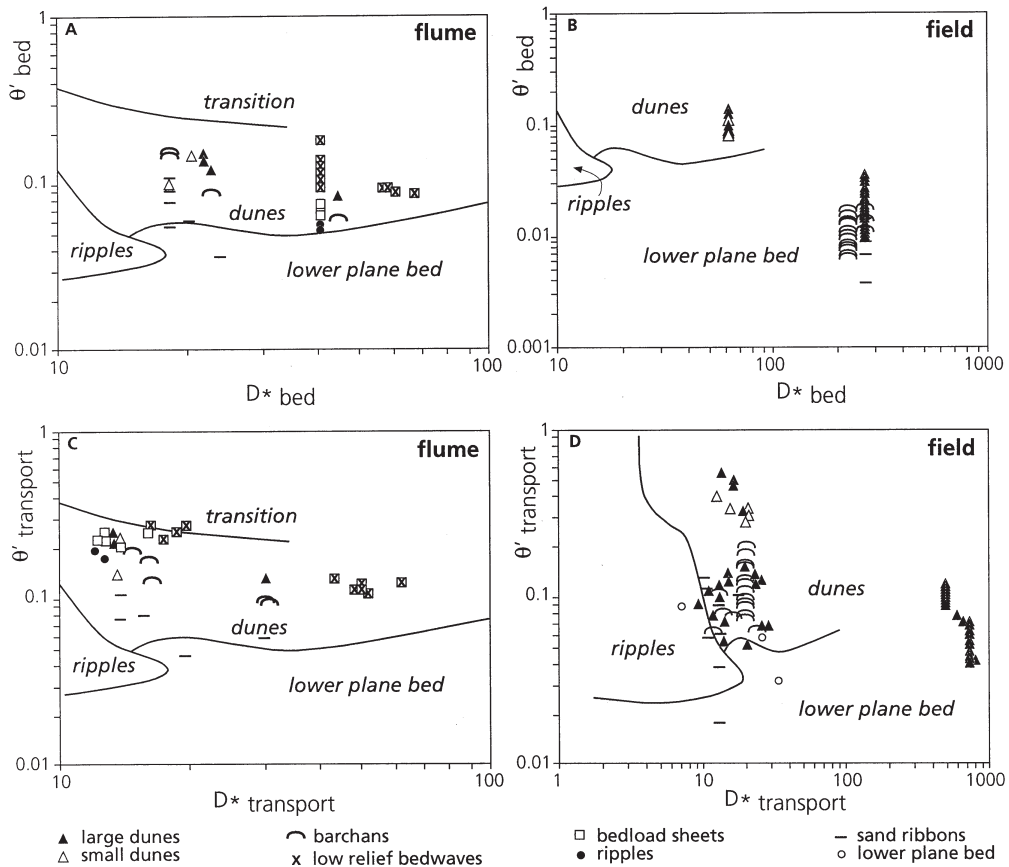 A
flume
1
0.1
0.01
θ′ bed
transition
dunes
ripples
lower plane bed
10
100
D* bed
B
field
1
0.1
0.01
0.001
θ′ bed
dunes
ripples
lower plane bed
10
100
1000
D* bed
C
flume
1
0.1
0.01
θ′ transport
transition
dunes
ripples
lower plane bed
10
100
D* transport
D
field
1
0.1
0.01
θ′ transport
dunes
ripples
lower plane bed
1
10
100
1000
D* transport
large dunes
small dunes
barchans
x low relief bedwaves
bedload sheets
ripples
sand ribbons
lower plane bed